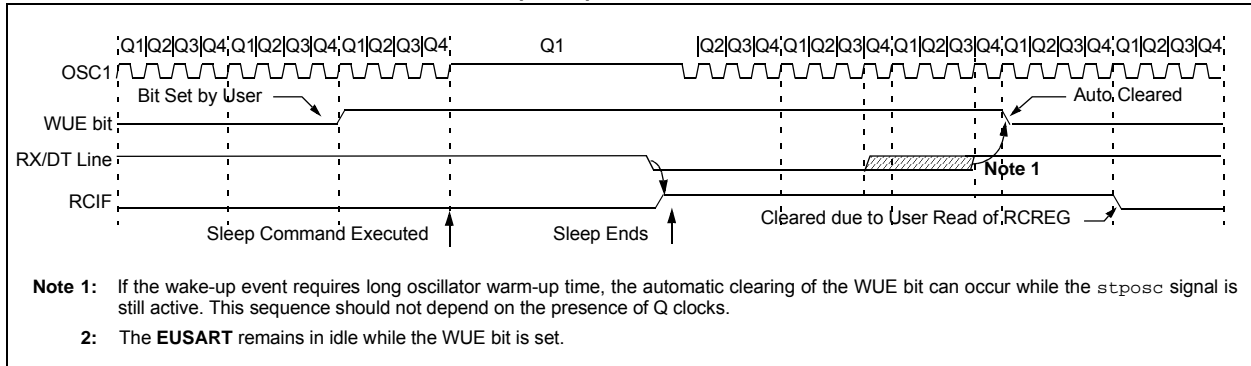 Q1|Q2|Q3|Q4|Q1|Q2|Q3|Q4|Q1|Q2|Q3|Q4 Q1 |Q2|Q3|Q4|Q1|Q2|Q3|Q4|Q1|Q2|Q3|Q4|Q1|Q2|Q3|Q4|Q1|Q2|Q3|Q4
OSC1
Bit Set by User Auto Cleared
WUE bit
RX/DT Line
Note 1
RCIF
Cleared due to User Read of RCREG
Sleep Command Executed Sleep Ends
Note 1: If the wake-up event requires long oscillator warm-up time, the automatic clearing of the WUE bit can occur while the stposc signal is
still active. This sequence should not depend on the presence of Q clocks.
2: The EUSART remains in idle while the WUE bit is set.